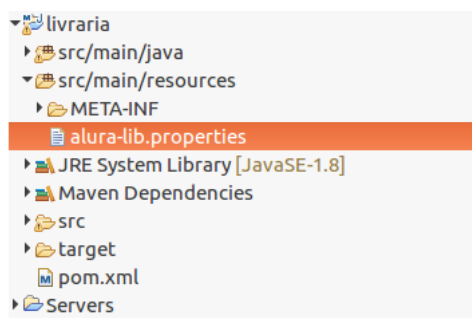 livraria
src/main/java
src/main/resources
META-INF
alura-lib.properties
JRE System Library [JavaSE-1.8]
Maven Dependencies
src
target
pom.xml
Servers